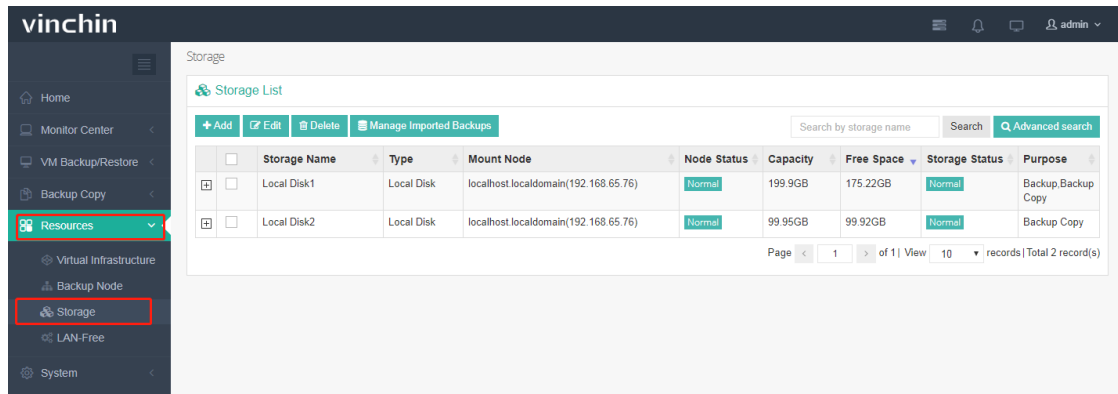 vinchin
admin
Storage
Storage List
Home
Monitor Center
VM Backup/Restore
Backup Copy
Resources
Virtual Infrastructure
Backup Node
Storage
LAN-Free
System
+Add Edit Delete Manage Imported Backups Search by storage name Search Advanced search
Storage Name Type Mount Node Node Status Capacity Free Space Storage Status Purpose
Local Disk1 Local Disk localhost.localdomain(192.168.65.76) Normal 199.9GB 175.22GB Normal Backup,Backup
Copy
Local Disk2 Local Disk localhost.localdomain(192.168.65.76) Normal 99.95GB 99.92GB Normal Backup Copy
Page < 1 > of 1 | View 10 records | Total 2 record(s)